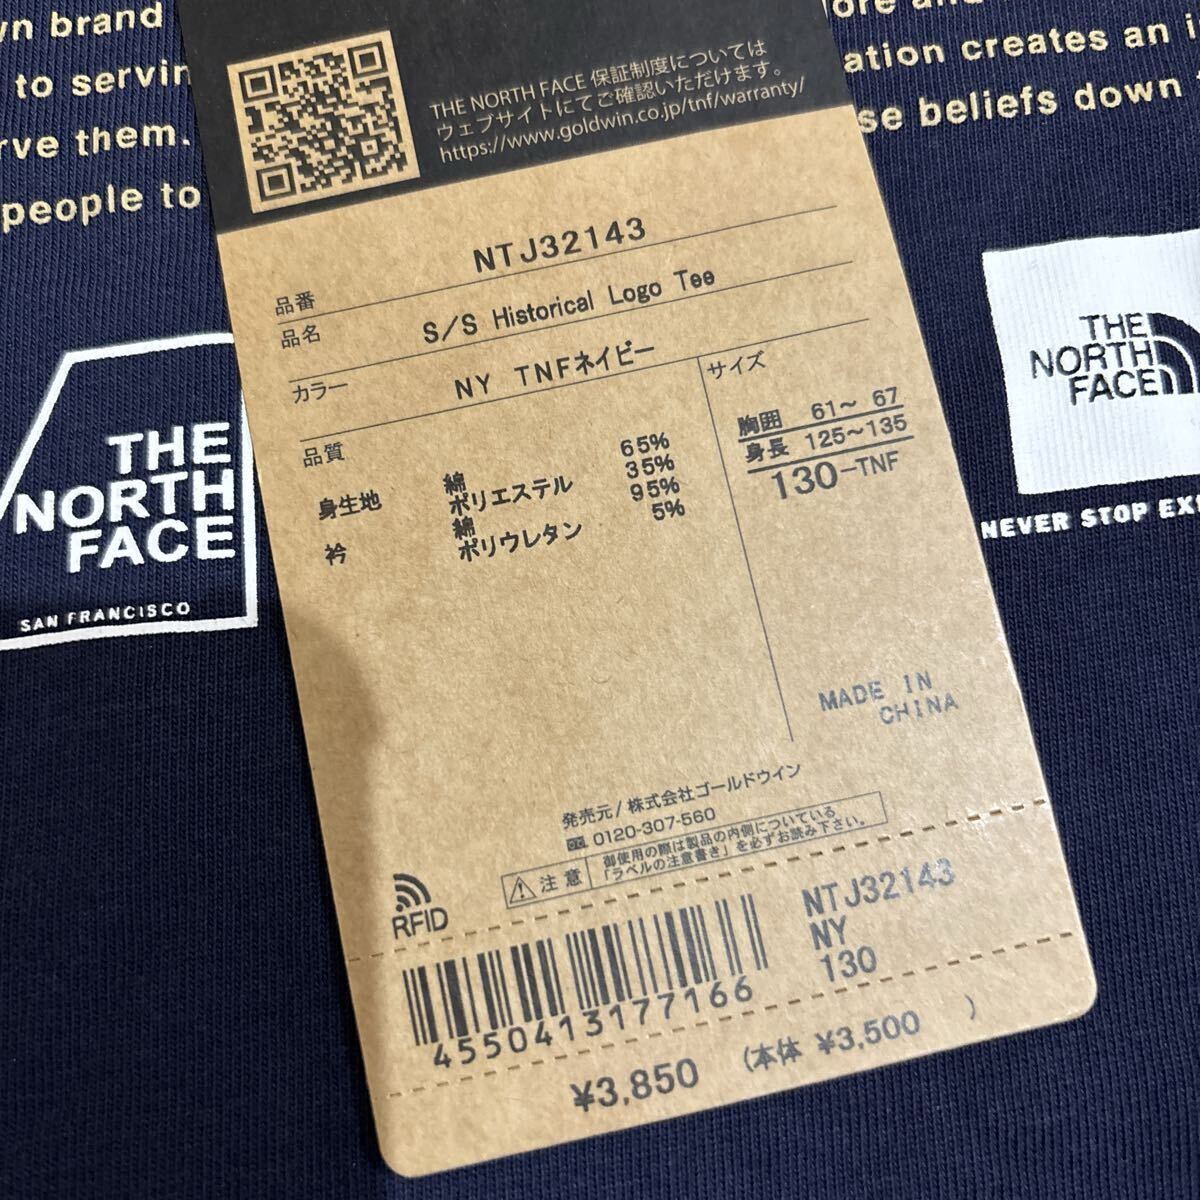 wn brand
to servin
rve them.
people to
ore and
ation creates an i
se beliefs down
THE NORTH FACE 保証制度については
ウェブサイトにてご確認いただけます。
https://www.goldwin.co.jp/tnf/warranty/
品番 NTJ32143
品名 S/S Historical Logo Tee
カラー NY TNFネイビー
品質
身生地 綿 65%
ポリエステル 35%
衿 綿 95%
ポリウレタン 5%
サイズ
胸囲 61～ 67
身長 125～135
130-TNF
MADE IN
CHINA
発売元/株式会社ゴールドウイン
0120-307-560
注意
御使用の際は製品の内側についている
「ラベルの注意書き」を必ずお読み下さい。
RFID
4550413177166
NTJ32143
NY
130
¥3,850 (本体 ¥3,500 )
THE
NORTH
FACE
SAN FRANCISCO
THE
NORTH
FACE
NEVER STOP EXP